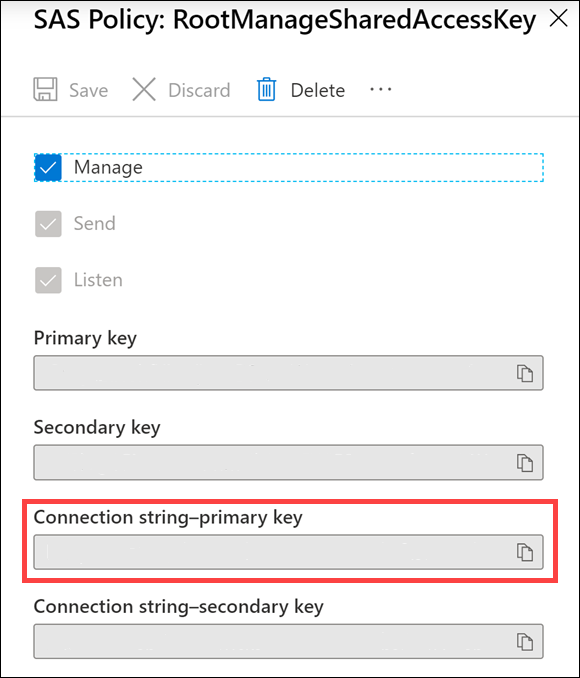 SAS Policy: RootManageSharedAccessKey
Save Discard Delete ...
Manage
Send
Listen
Primary key
Secondary key
Connection string–primary key
Connection string–secondary key